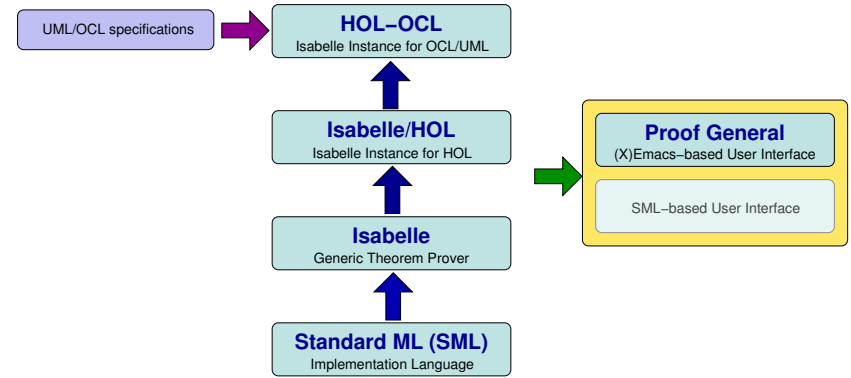 UML/OCL specifications
HOL−OCL
Isabelle Instance for OCL/UML
Isabelle/HOL
Isabelle Instance for HOL
Proof General
(X)Emacs−based User Interface
SML−based User Interface
Isabelle
Generic Theorem Prover
Standard ML (SML)
Implementation Language